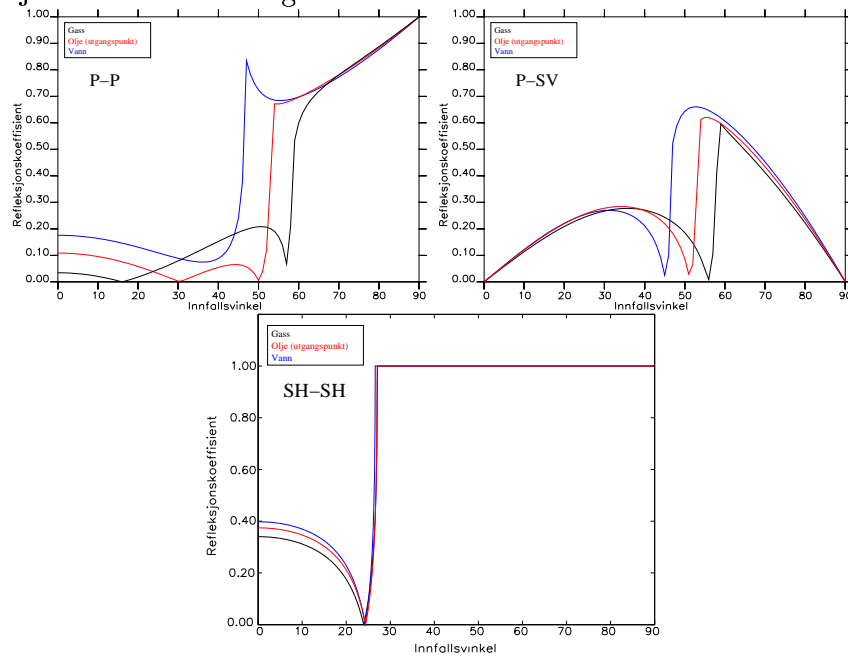 1.00
0.90
0.80
0.70
0.60
0.50
0.40
0.30
0.20
0.10
0.00
Refleksjonskoeffisient
Gass
Olje (utgangspunkt)
Vann
P–P
0 10 20 30 40 50 60 70 80 90
Innfallsvinkel
1.00
0.90
0.80
0.70
0.60
0.50
0.40
0.30
0.20
0.10
0.00
Refleksjonskoeffisient
Gass
Olje (utgangspunkt)
Vann
P–SV
0 10 20 30 40 50 60 70 80 90
Innfallsvinkel
1.00
0.80
0.60
0.40
0.20
0.00
Refleksjonskoeffisient
Gass
Olje (utgangspunkt)
Vann
SH–SH
0 10 20 30 40 50 60 70 80 90
Innfallsvinkel